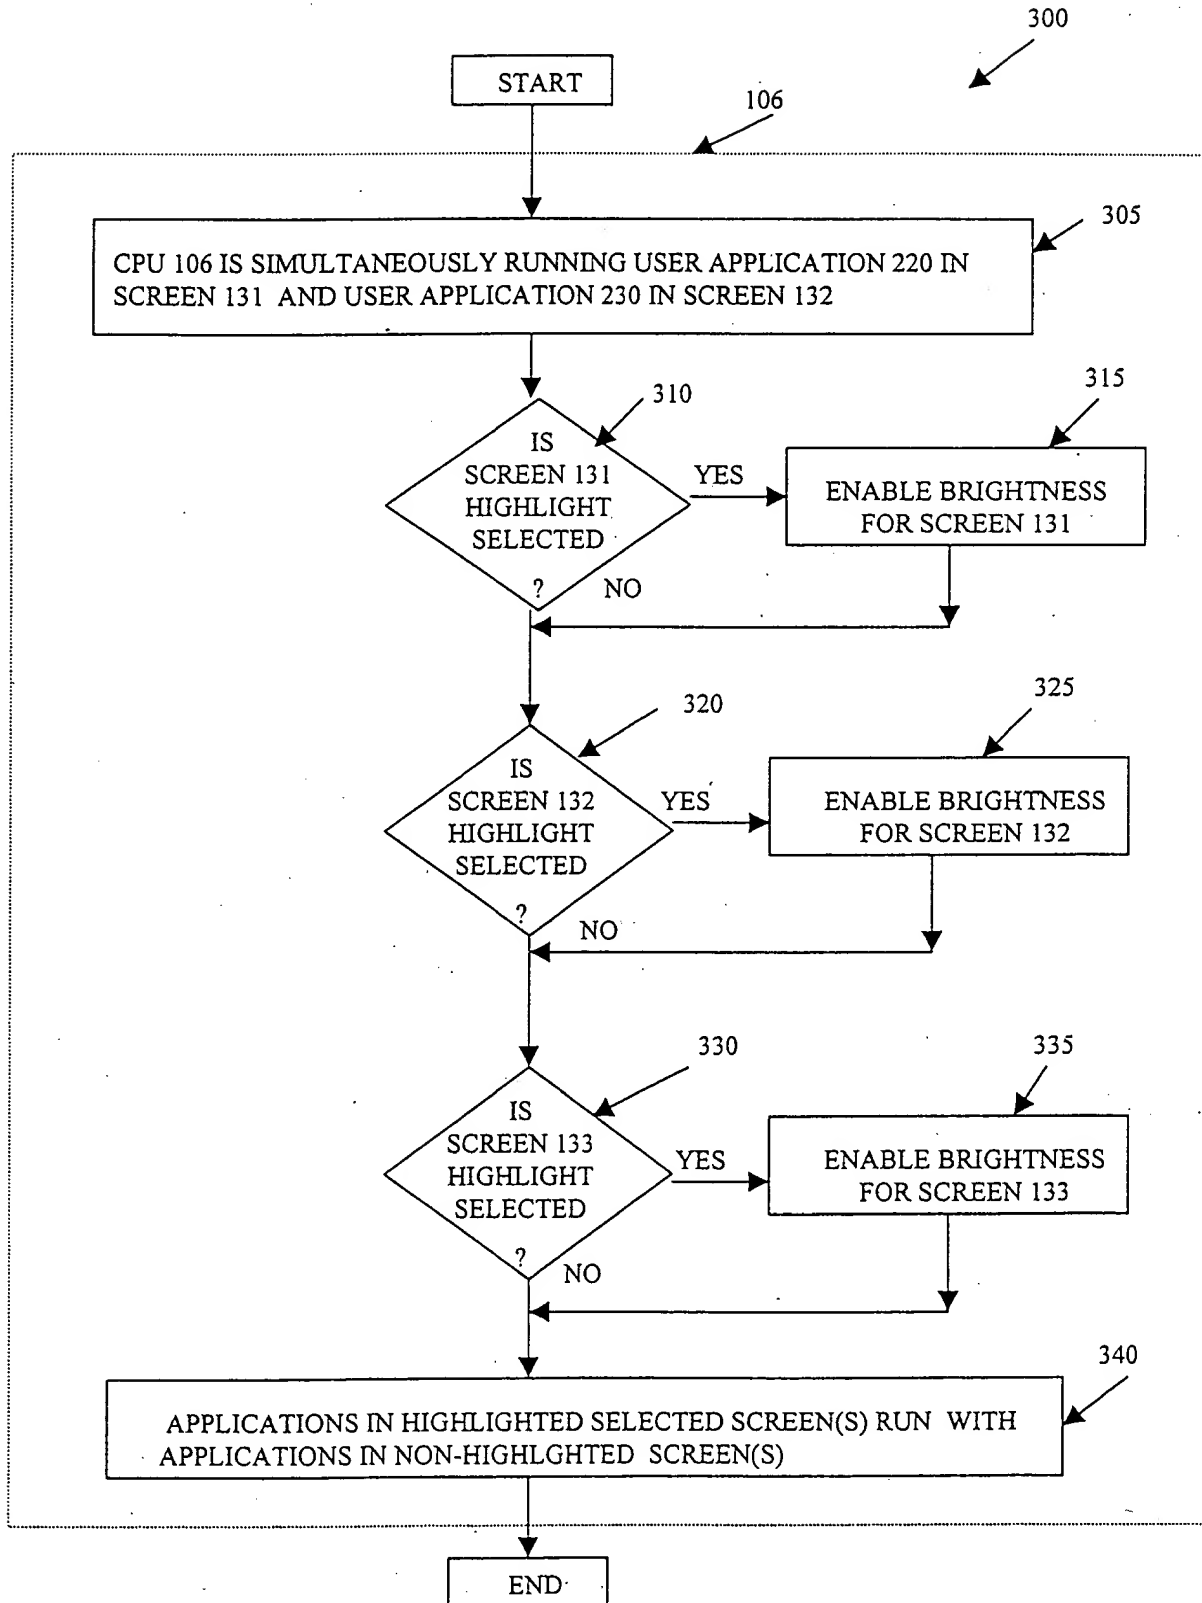 300
START
106
305
CPU 106 IS SIMULTANEOUSLY RUNNING USER APPLICATION 220 IN
SCREEN 131 AND USER APPLICATION 230 IN SCREEN 132
310
315
IS
SCREEN 131
HIGHLIGHT
SELECTED
?
YES
NO
ENABLE BRIGHTNESS
FOR SCREEN 131
320
325
IS
SCREEN 132
HIGHLIGHT
SELECTED
?
YES
NO
ENABLE BRIGHTNESS
FOR SCREEN 132
330
335
IS
SCREEN 133
HIGHLIGHT
SELECTED
?
YES
NO
ENABLE BRIGHTNESS
FOR SCREEN 133
340
APPLICATIONS IN HIGHLIGHTED SELECTED SCREEN(S) RUN WITH
APPLICATIONS IN NON-HIGHLGHTED SCREEN(S)
END